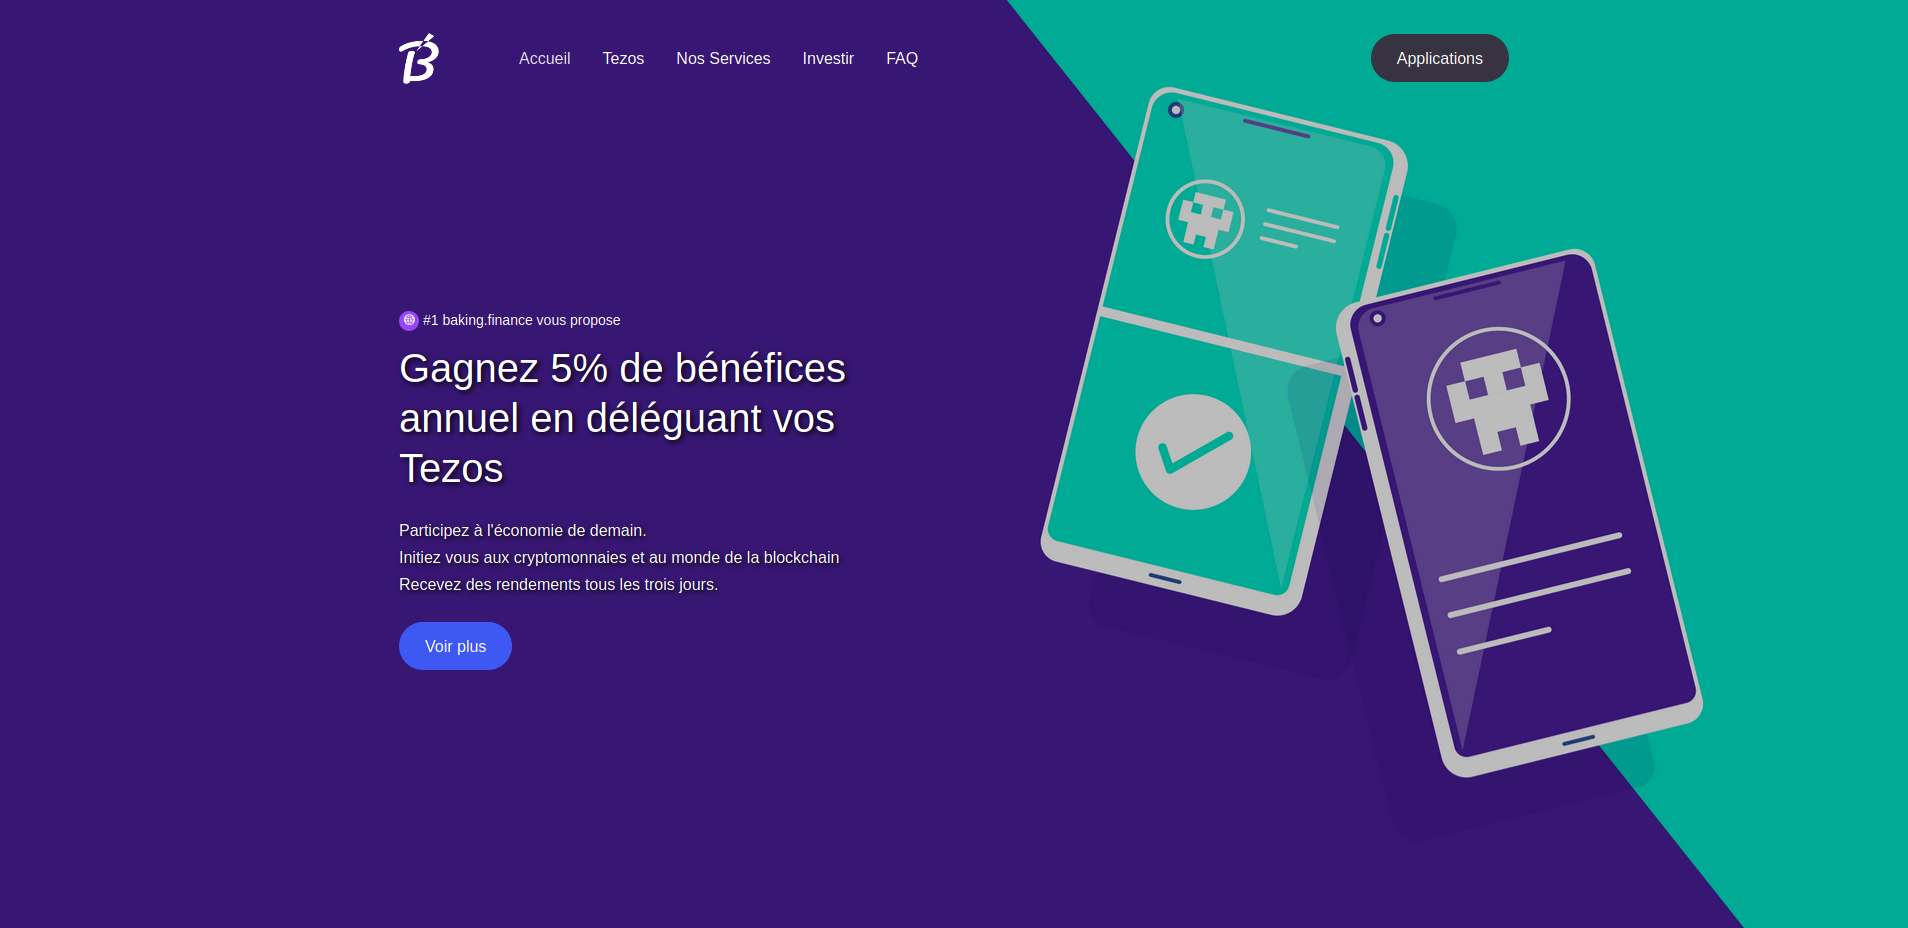 Accueil Tezos Nos Services Investir FAQ Applications
#1 baking.finance vous propose
Gagnez 5% de bénéfices
annuel en déléguant vos
Tezos
Participez à l'économie de demain.
Initiez vous aux cryptomonnaies et au monde de la blockchain
Recevez des rendements tous les trois jours.
Voir plus